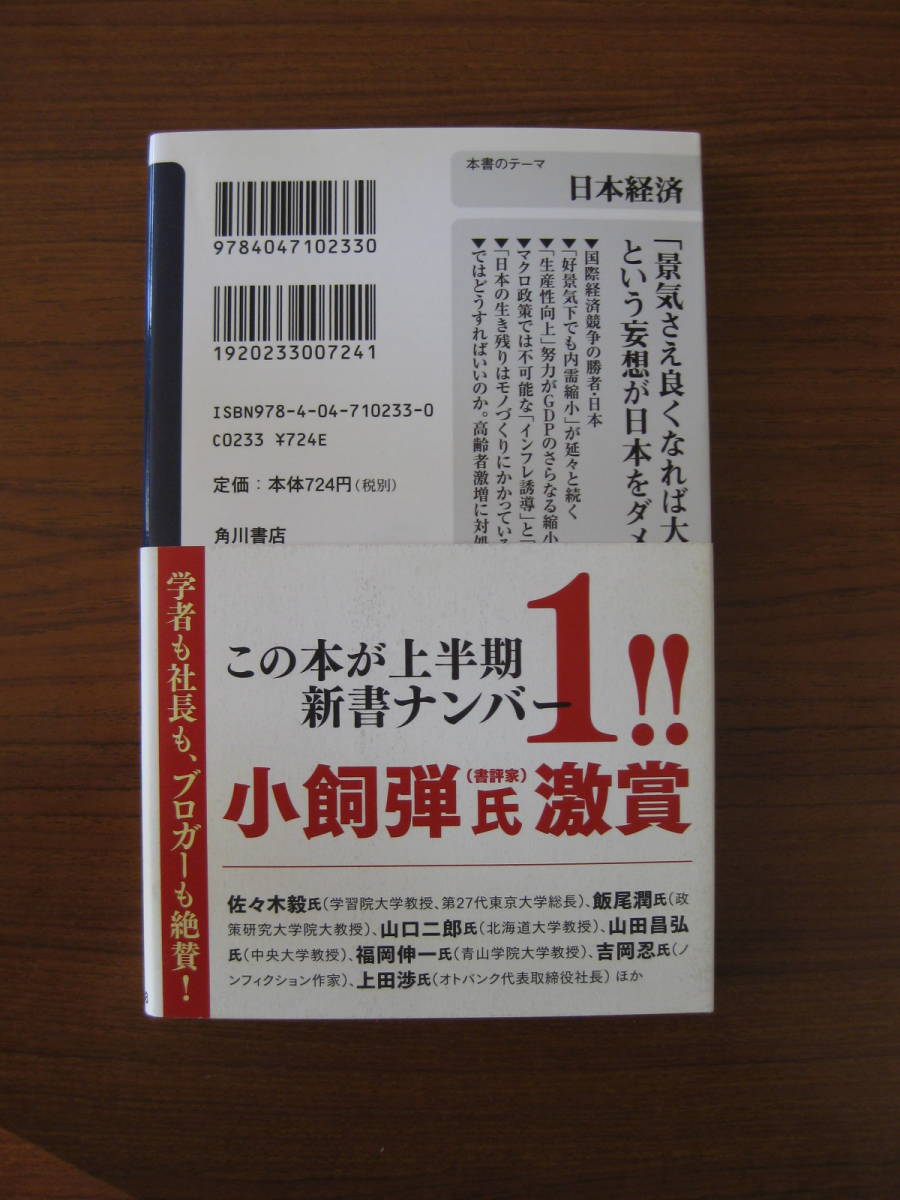 9784047102330
1920233007241
ISBN978-4-04-710233-0
C0233 ¥724E
定価：本体724円（税別）
角川書店
本書のテーマ
日本経済
「景気さえ良くなれば大
という妄想が日本をダメ
▼国際経済競争の勝者・日本
▼「好景気下でも内需縮小」が延々と続く
▼「生産性向上」努力がGDPのさらなる縮小
▼マクロ政策では不可能な「インフレ誘導」と「
▼「日本の生き残りはモノづくりにかかっている
▼ではどうすればいいのか。高齢者激増に対処
学者も社長も、ブロガーも絶賛！
この本が上半期
新書ナンバー1!!
小飼弾（書評家）氏 激賞
佐々木毅氏（学習院大学教授、第27代東京大学総長）、飯尾潤氏（政
策研究大学院大教授）、山口二郎氏（北海道大学教授）、山田昌弘
氏（中央大学教授）、福岡伸一氏（青山学院大学教授）、吉岡忍氏（ノ
ンフィクション作家）、上田渉氏（オトバンク代表取締役社長）ほか